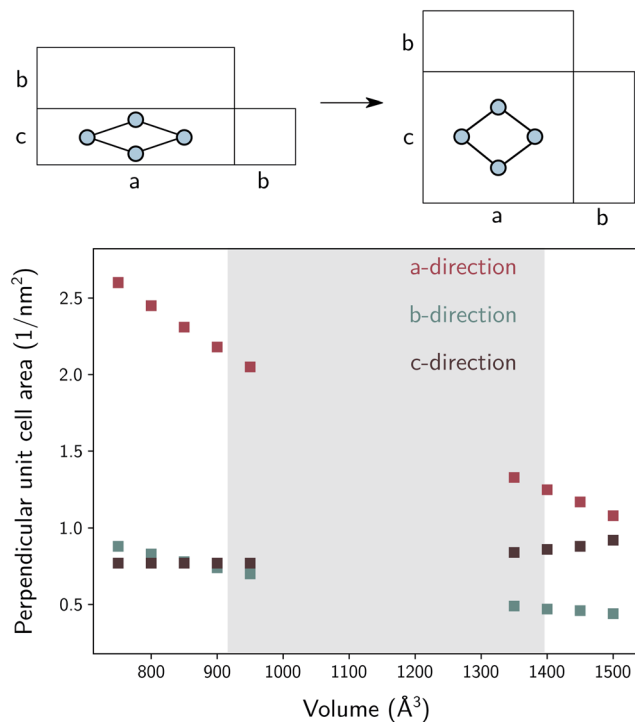 b
b
c
c
a
b
a
b
Perpendicular unit cell area (1/nm²)
a-direction
b-direction
c-direction
2.5
2.0
1.5
1.0
0.5
800 900 1000 1100 1200 1300 1400 1500
Volume (Å³)